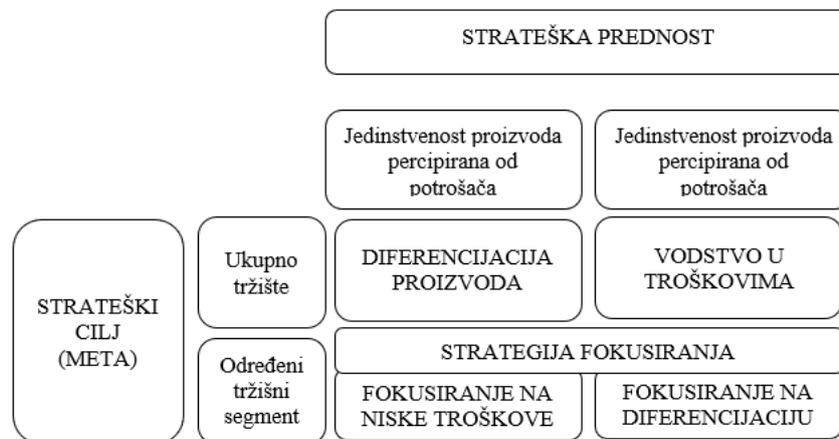 STRATEŠKA PREDNOST
Jedinstvenost proizvoda
percipirana od
potrošača
Jedinstvenost proizvoda
percipirana od
potrošača
STRATEŠKI
CILJ
(META)
Ukupno
tržište
DIFERENCIJACIJA
PROIZVODA
VODSTVO U
TROŠKOVIMA
Određeni
tržišni
segment
STRATEGIJA FOKUSIRANJA
FOKUSIRANJE NA
NISKE TROŠKOVE
FOKUSIRANJE NA
DIFERENCIJACIJU